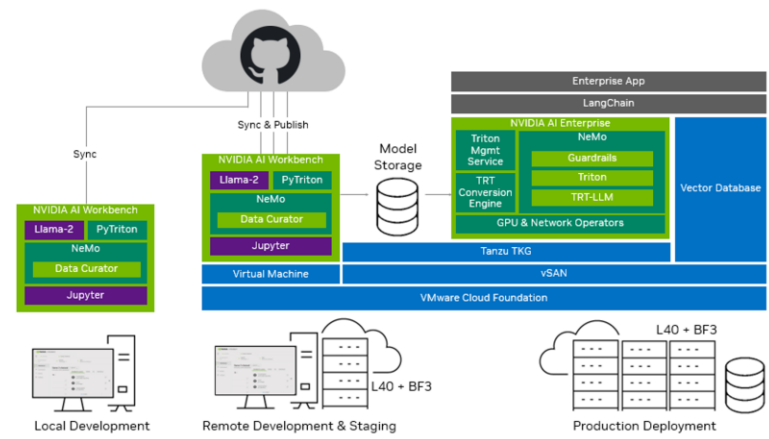 Enterprise App
LangChain
Sync & Publish
Sync
NVIDIA AI Workbench
Llama-2
PyTriton
NeMo
Data Curator
Jupyter
NVIDIA AI Workbench
Llama-2
PyTriton
NeMo
Data Curator
Jupyter
Model
Storage
NVIDIA AI Enterprise
Triton
Mgmt
Service
TRT
Conversion
Engine
NeMo
Guardrails
Triton
TRT-LLM
GPU & Network Operators
Vector Database
Tanzu TKG
Virtual Machine
vSAN
VMware Cloud Foundation
L40 + BF3
L40 + BF3
Local Development
Remote Development & Staging
Production Deployment